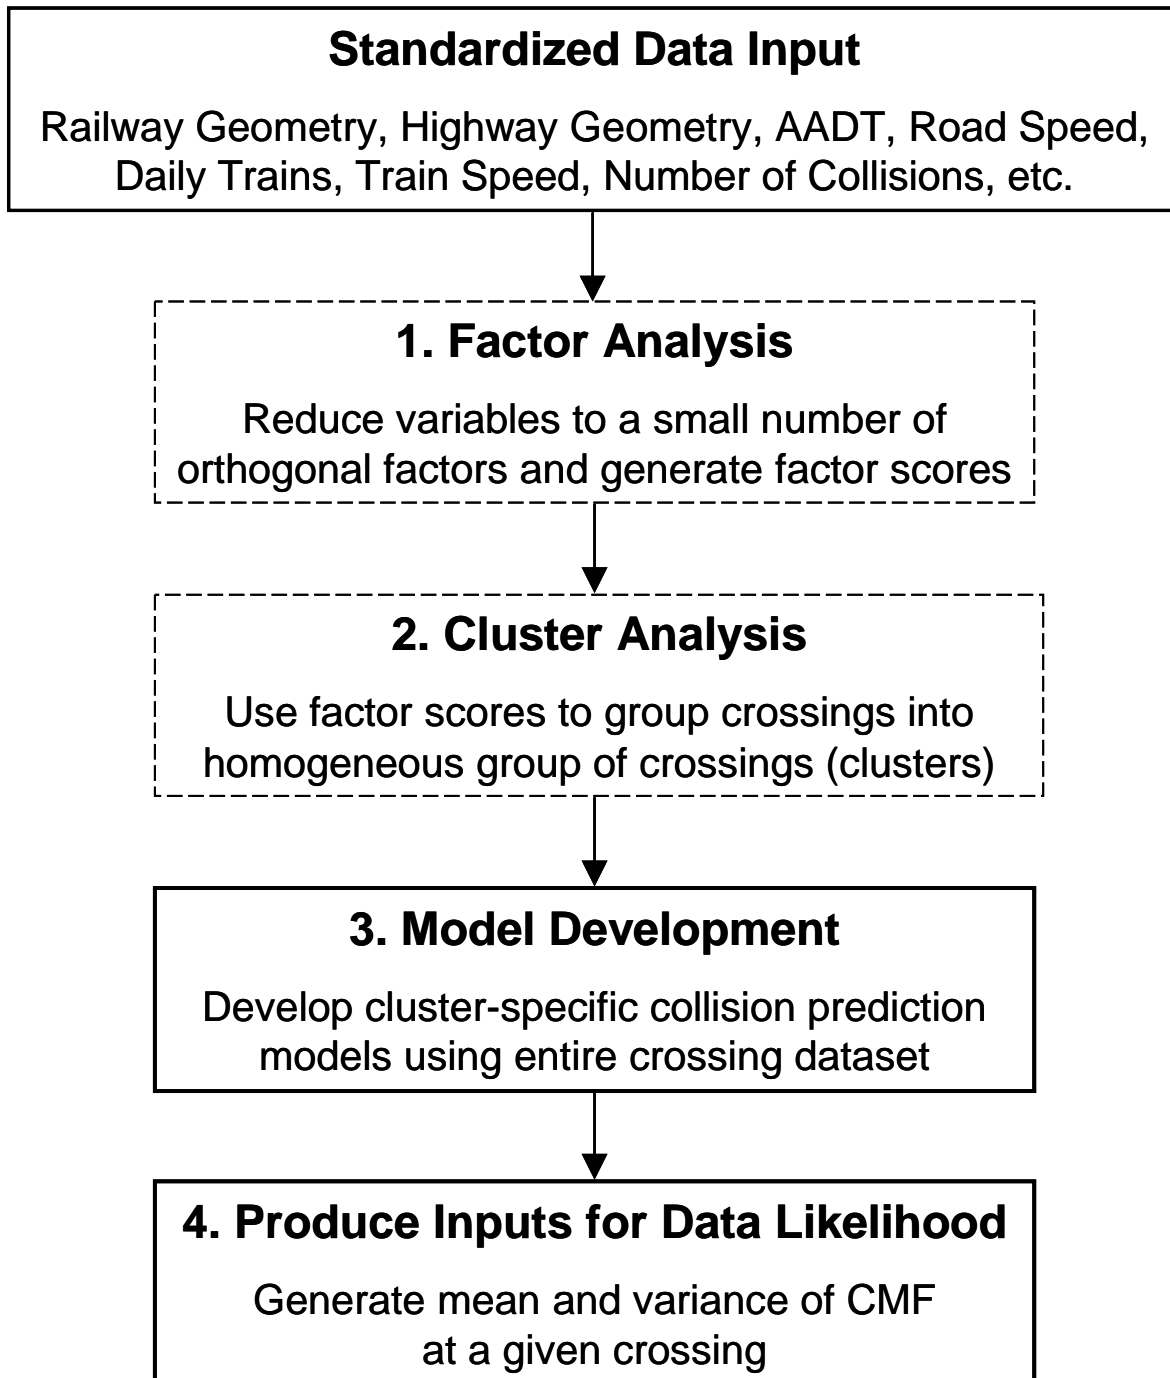 Standardized Data Input
Railway Geometry, Highway Geometry, AADT, Road Speed,
Daily Trains, Train Speed, Number of Collisions, etc.
1. Factor Analysis
Reduce variables to a small number of
orthogonal factors and generate factor scores
2. Cluster Analysis
Use factor scores to group crossings into
homogeneous group of crossings (clusters)
3. Model Development
Develop cluster-specific collision prediction
models using entire crossing dataset
4. Produce Inputs for Data Likelihood
Generate mean and variance of CMF
at a given crossing